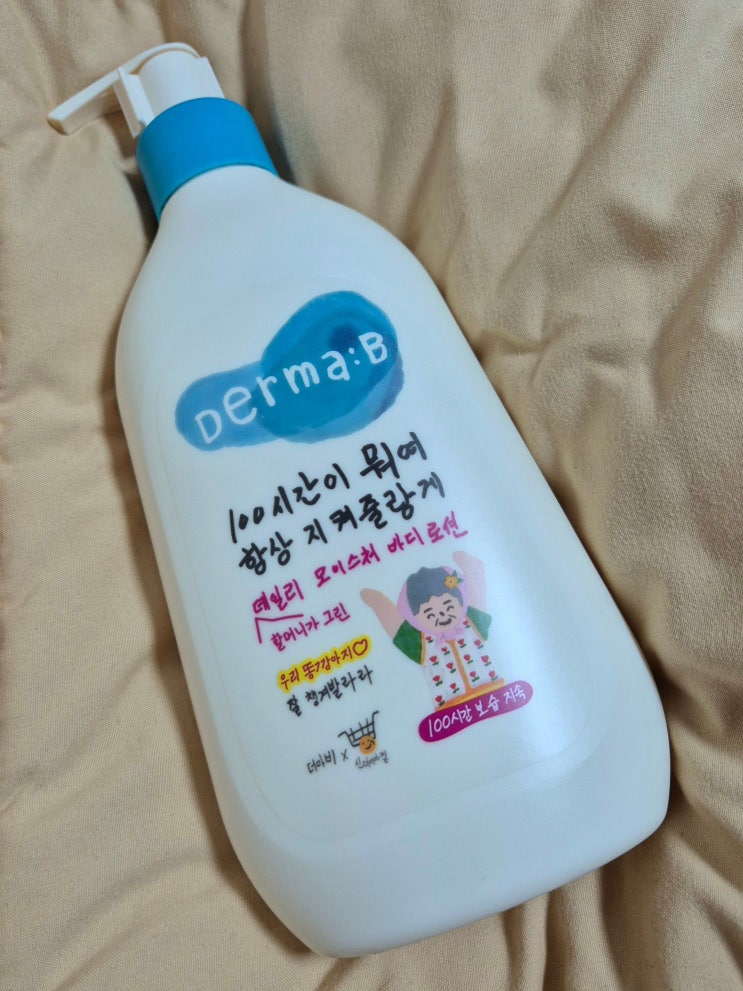 Derma:B
100시간이 뭐여
항상 지켜줄랑게
데일리 모이스처 바디로션
할머니가 그린
우리 똥강아지♡
잘 챙겨발라라
100시간 보습 지속
더마비 x